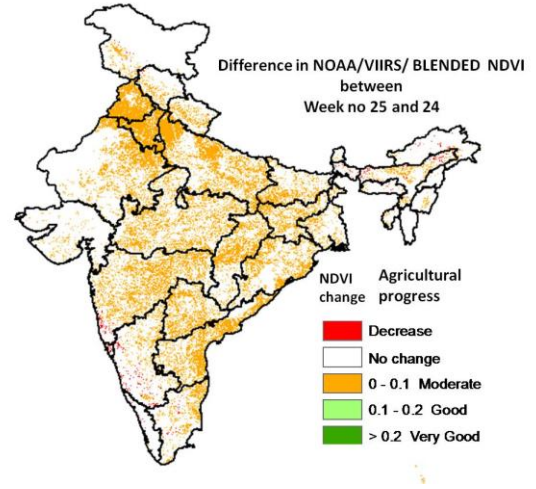 Difference in NOAA/VIIRS/ BLENDED NDVI
between
Week no 25 and 24
NDVI change Agricultural progress
Decrease
No change
0 - 0.1 Moderate
0.1 - 0.2 Good
> 0.2 Very Good